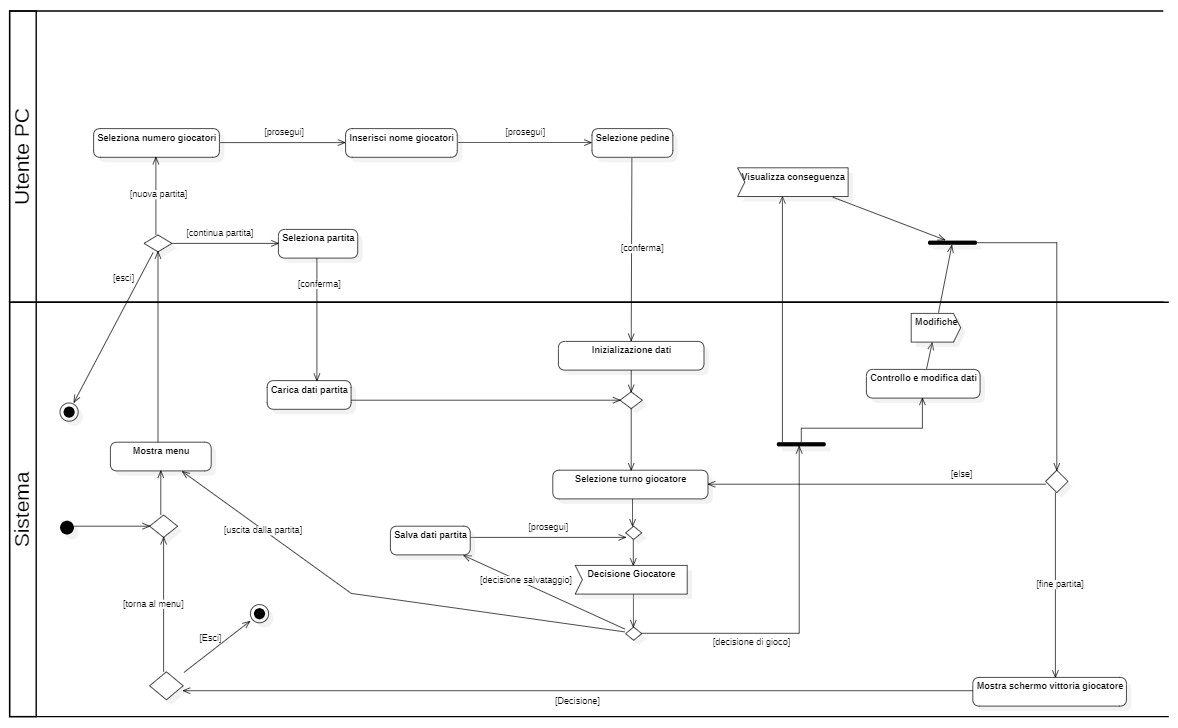 Utente PC
Seleziona numero giocatori
[prosegui]
Inserisci nome giocatori
[prosegui]
Selezione pedine
Visualizza conseguenza
[nuova partita]
[continua partita]
Seleziona partita
[conferma]
[esci]
[conferma]
Sistema
Modifiche
Inizializione dati
Controllo e modifica dati
Carica dati partita
Mostra menu
Selezione turno giocatore
[else]
[uscita dalla partita]
Salva dati partita
[prosegui]
[decisione salvataggio]
Decisione Giocatore
[fine partita]
[torna al menu]
[Esci]
[decisione di gioco]
Mostra schermo vittoria giocatore
[Decisione]